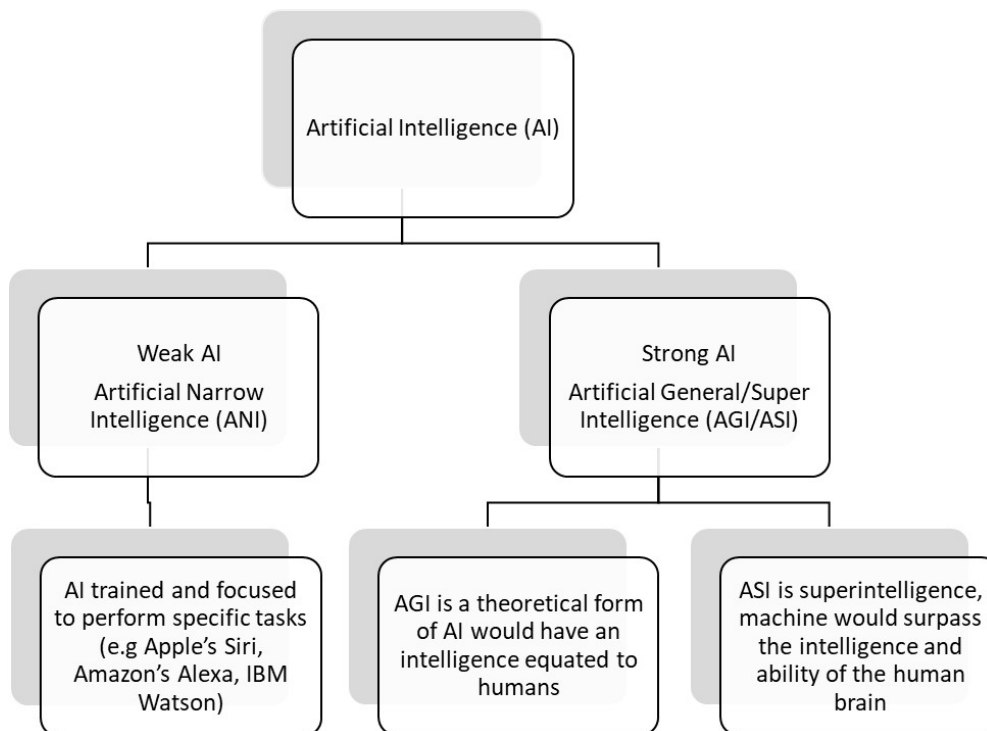 Artificial Intelligence (AI)
Weak AI
Artificial Narrow
Intelligence (ANI)
Strong AI
Artificial General/Super
Intelligence (AGI/ASI)
AI trained and focused
to perform specific tasks
(e.g Apple's Siri,
Amazon's Alexa, IBM
Watson)
AGI is a theoretical form
of AI would have an
intelligence equated to
humans
ASI is superintelligence,
machine would surpass
the intelligence and
ability of the human
brain